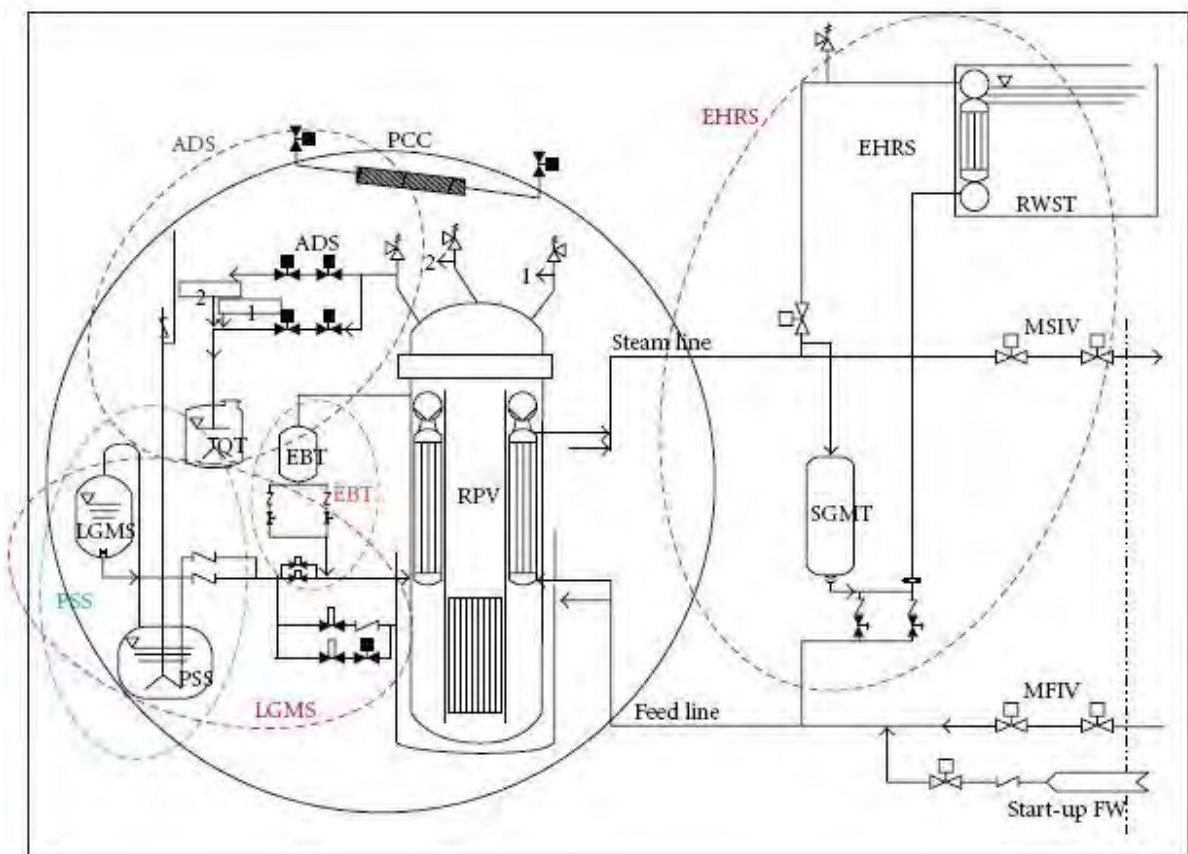 EHRS
ADS
PCC
EHRS
RWST
ADS
2
1
2
1
Steam line
MSIV
EBT
RPV
SGMT
LGMS
EBT
PSS
PSS
LGMS
Feed line
MFIV
Start-up FW